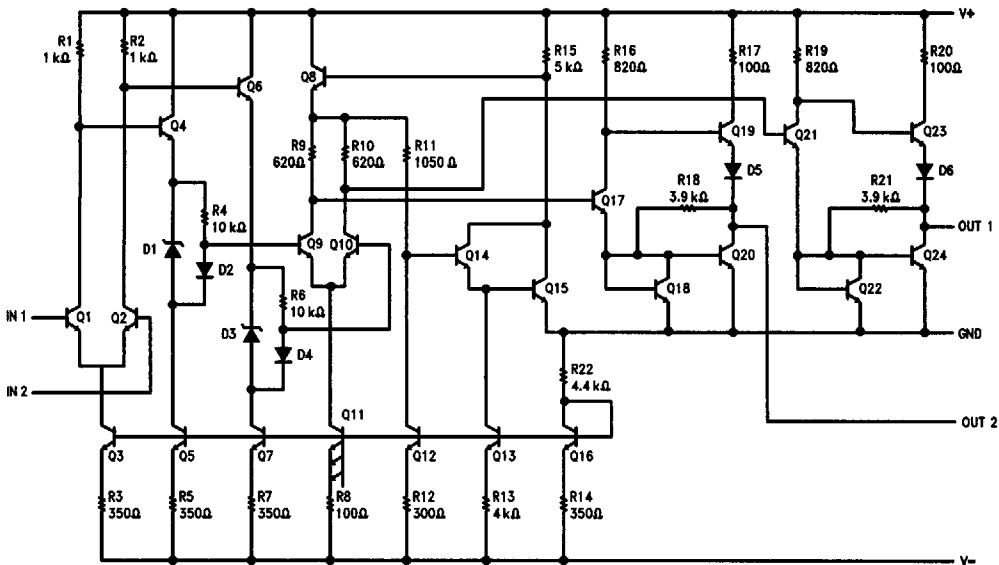 V+
R1
1 kΩ
R2
1 kΩ
R15
5 kΩ
R16
820Ω
R17
100Ω
R19
820Ω
R20
100Ω
Q8
Q6
Q4
Q19
Q21
Q23
R9
620Ω
R10
620Ω
R11
1050 Ω
D5
D6
R18
3.9 kΩ
R21
3.9 kΩ
R4
10 kΩ
Q17
OUT 1
D1
D2
Q9
Q10
Q14
Q20
Q24
R6
10 kΩ
Q15
Q18
Q22
IN 1
Q1
Q2
D3
D4
GND
R22
4.4 kΩ
IN 2
Q11
OUT 2
Q3
Q5
Q7
Q12
Q13
Q16
R3
350Ω
R5
350Ω
R7
350Ω
R8
100Ω
R12
300Ω
R13
4 kΩ
R14
350Ω
V–